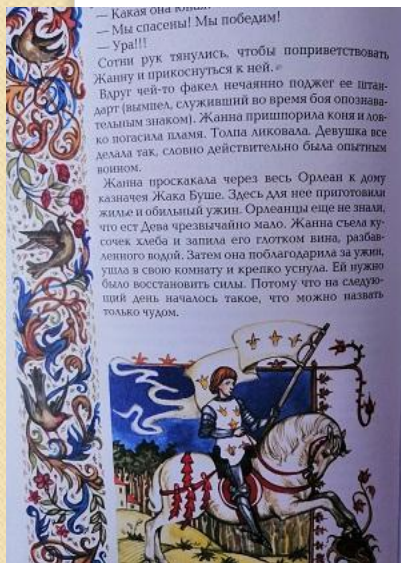 — Какая она
— Мы спасены! Мы победим!
— Ура!!!
Сотни рук тянулись, чтобы поприветствовать
Жанну и прикоснуться к ней.
Вдруг чей-то факел нечаянно поджег ее штан-
дарт (вымпел, служивший во время боя опознава-
тельным знаком). Жанна пришпорила коня и лов-
ко погасила пламя. Толпа ликовала. Девушка все
делала так, словно действительно была опытным
воином.
Жанна проскакала через весь Орлеан к дому
казначея Жака Буше. Здесь для нее приготовили
жилье и обильный ужин. Орлеанцы еще не знали,
что ест Дева чрезвычайно мало. Жанна съела ку-
сочек хлеба и запила его глотком вина, разбав-
ленного водой. Затем она поблагодарила за ужин,
ушла в свою комнату и крепко уснула. Ей нужно
было восстановить силы. Потому что на следую-
щий день началось такое, что можно назвать
только чудом.